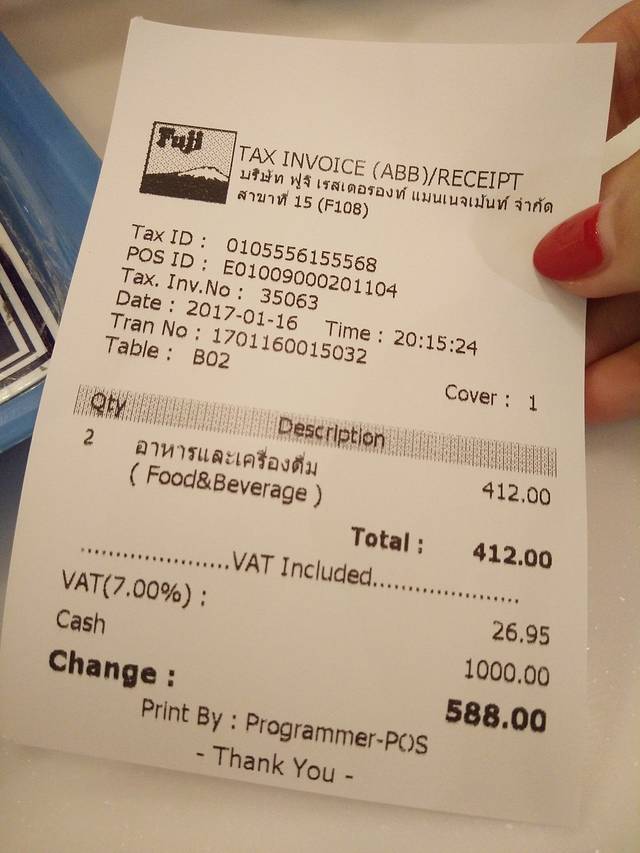 Fuji
TAX INVOICE (ABB)/RECEIPT
บริษัท ฟูจิ เรสเตอรองท์ แมนเนจเม้นท์ จำกัด
สาขาที่ 15 (F108)
Tax ID : 0105556155568
POS ID : E01009000201104
Tax. Inv.No : 35063
Date : 2017-01-16 Time : 20:15:24
Tran No : 1701160015032
Table : B02
Cover : 1
Qty Description
2 อาหารและเครื่องดื่ม
( Food&Beverage ) 412.00
Total : 412.00
.....................VAT Included.....................
VAT(7.00%) : 26.95
Cash 1000.00
Change : 588.00
Print By : Programmer-POS
- Thank You -